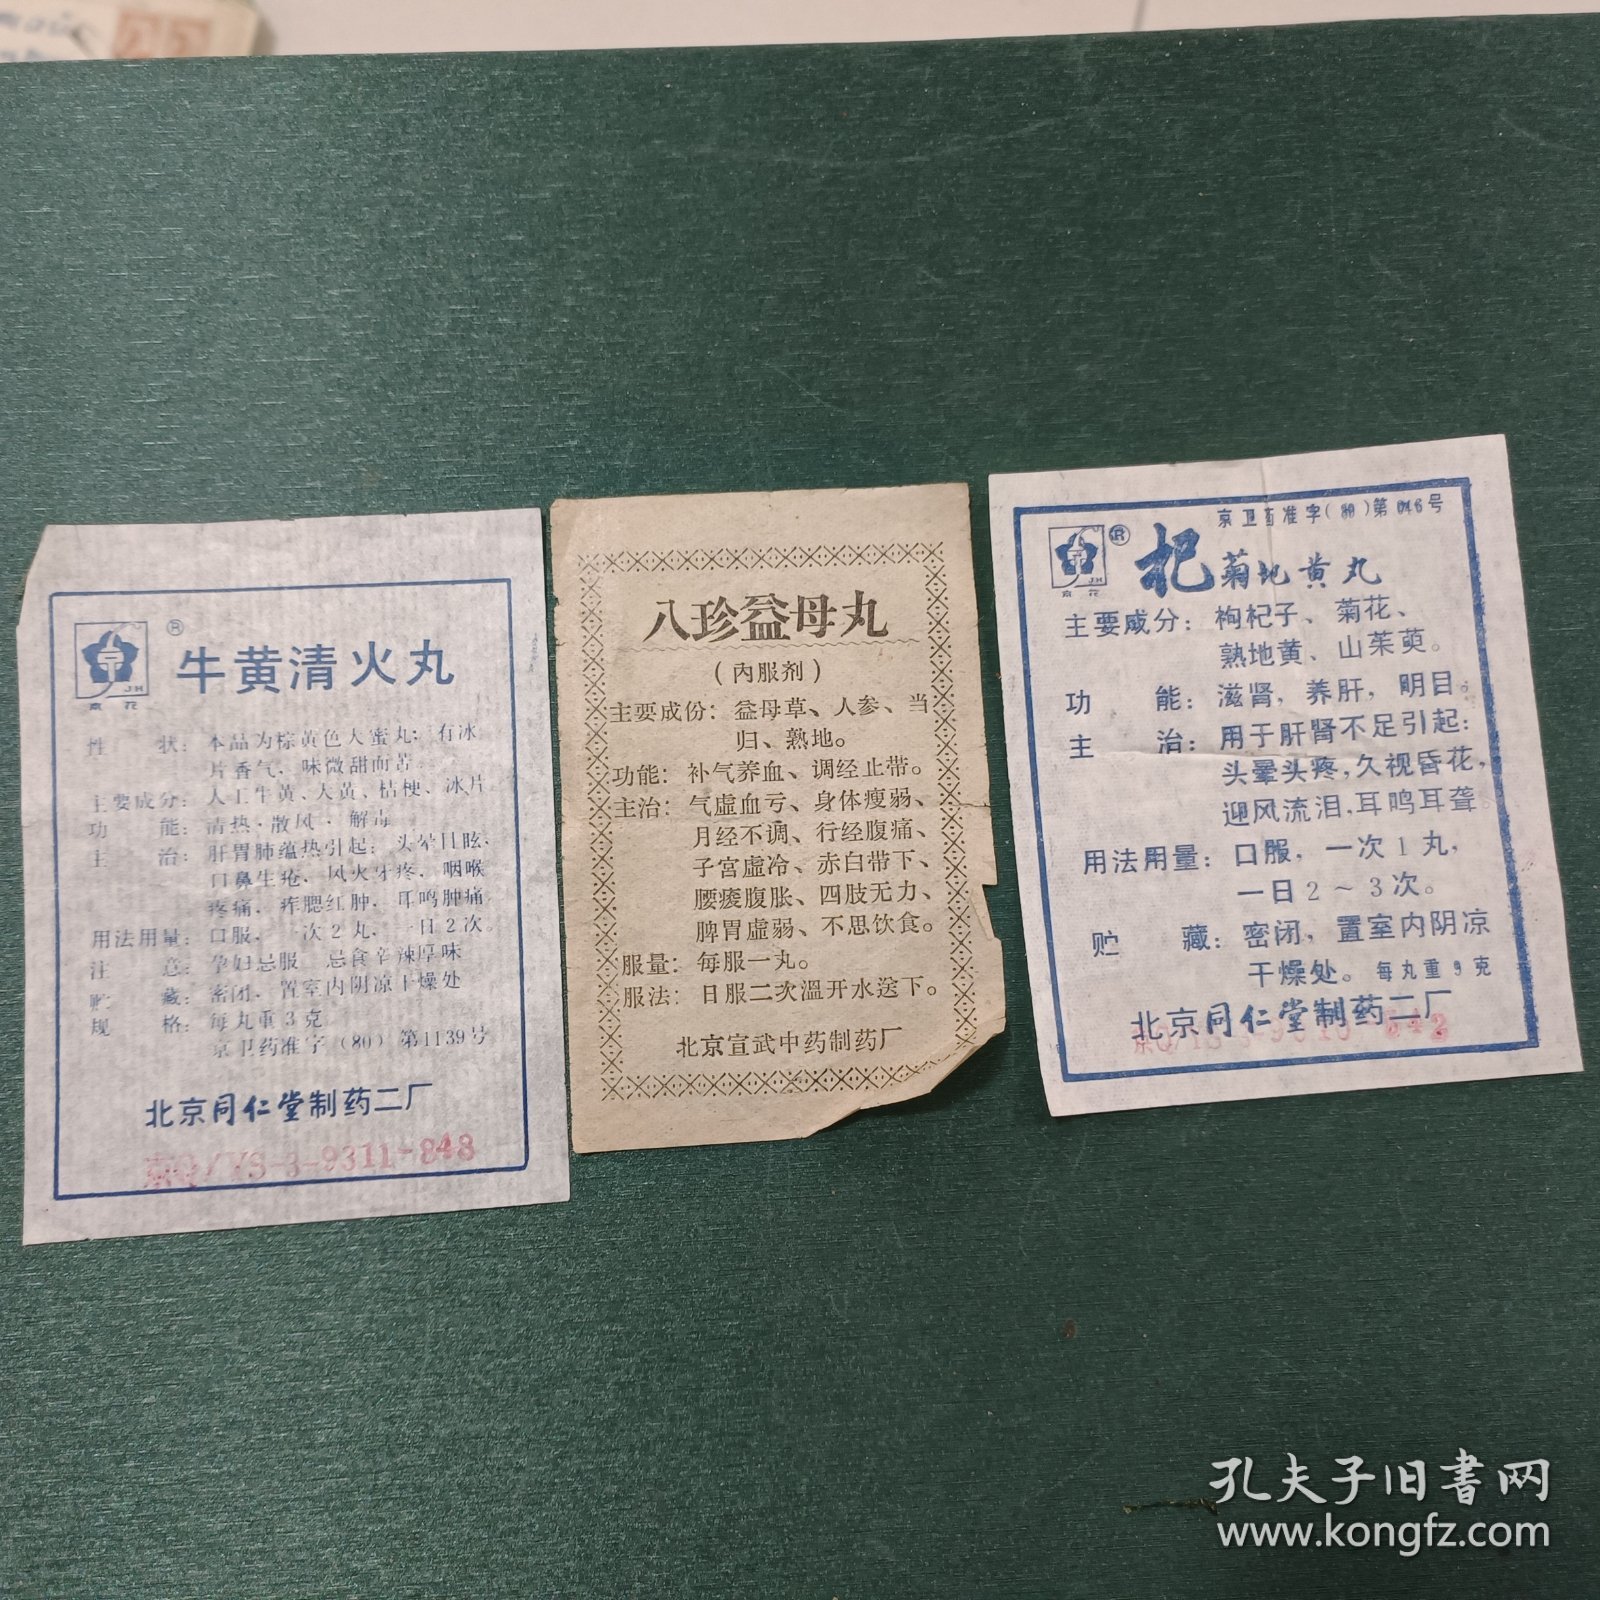 牛黄清火丸
R
JH
京花
性 状：本品为棕黄色大蜜丸；有冰
片香气、味微甜而苦。
主要成分：人工牛黄、大黄、桔梗、冰片
功 能：清热·散风·解毒
主 治：肝胃肺蕴热引起：头晕目眩、
口鼻生疮、风火牙疼、咽喉
疼痛、痄腮红肿、耳鸣肿痛
用法用量：口服，一次2丸，一日2次。
注 意：孕妇忌服 忌食辛辣厚味
贮 藏：密闭、置室内阴凉干燥处
规 格：每丸重3克
京卫药准字（80）第1139号
北京同仁堂制药二厂
京Q/YS-3-9311-848
八珍益母丸
（内服剂）
主要成份：益母草、人参、当
归、熟地。
功能：补气养血、调经止带。
主治：气虚血亏、身体瘦弱、
月经不调、行经腹痛、
子宫虚冷、赤白带下、
腰痠腹胀、四肢无力、
脾胃虚弱、不思饮食。
服量：每服一丸。
服法：日服二次溫开水送下。
北京宣武中药制药厂
京卫药准字(80)第046号
R
JH
京花
杞菊地黄丸
主要成分：枸杞子、菊花、
熟地黄、山茱萸。
功 能：滋肾，养肝，明目。
主 治：用于肝肾不足引起：
头晕头疼，久视昏花，
迎风流泪，耳鸣耳聋。
用法用量：口服，一次1丸，
一日2～3次。
贮 藏：密闭，置室内阴凉
干燥处。每丸重9克
北京同仁堂制药二厂
孔夫子旧书网
www.kongfz.com